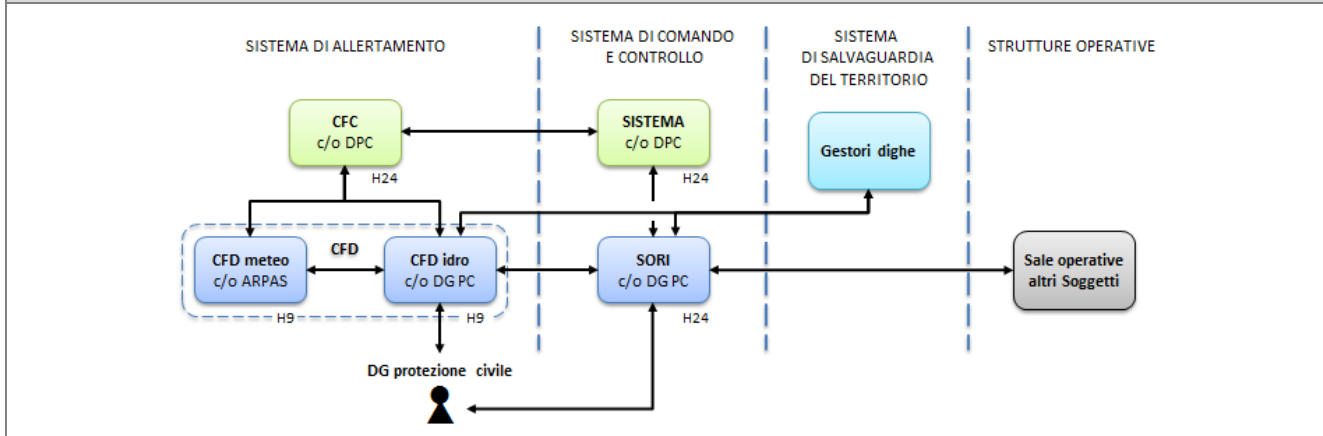 SISTEMA DI ALLERTAMENTO
SISTEMA DI COMANDO
E CONTROLLO
SISTEMA
DI SALVAGUARDIA
DEL TERRITORIO
STRUTTURE OPERATIVE
CFC
c/o DPC
H24
SISTEMA
c/o DPC
H24
Gestori dighe
CFD
CFD meteo
c/o ARPAS
H9
CFD idro
c/o DG PC
H9
SORI
c/o DG PC
H24
Sale operative
altri Soggetti
DG protezione civile